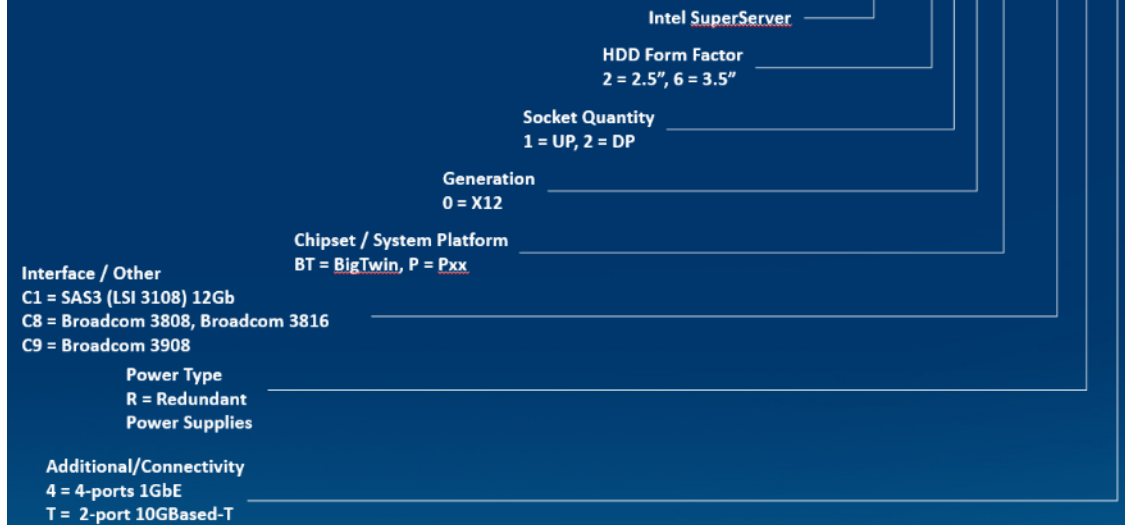 Intel SuperServer
HDD Form Factor
2 = 2.5”, 6 = 3.5”
Socket Quantity
1 = UP, 2 = DP
Generation
0 = X12
Chipset / System Platform
BT = BigTwin, P = Pxx
Interface / Other
C1 = SAS3 (LSI 3108) 12Gb
C8 = Broadcom 3808, Broadcom 3816
C9 = Broadcom 3908
Power Type
R = Redundant
Power Supplies
Additional/Connectivity
4 = 4-ports 1GbE
T =  2-port 10GBased-T